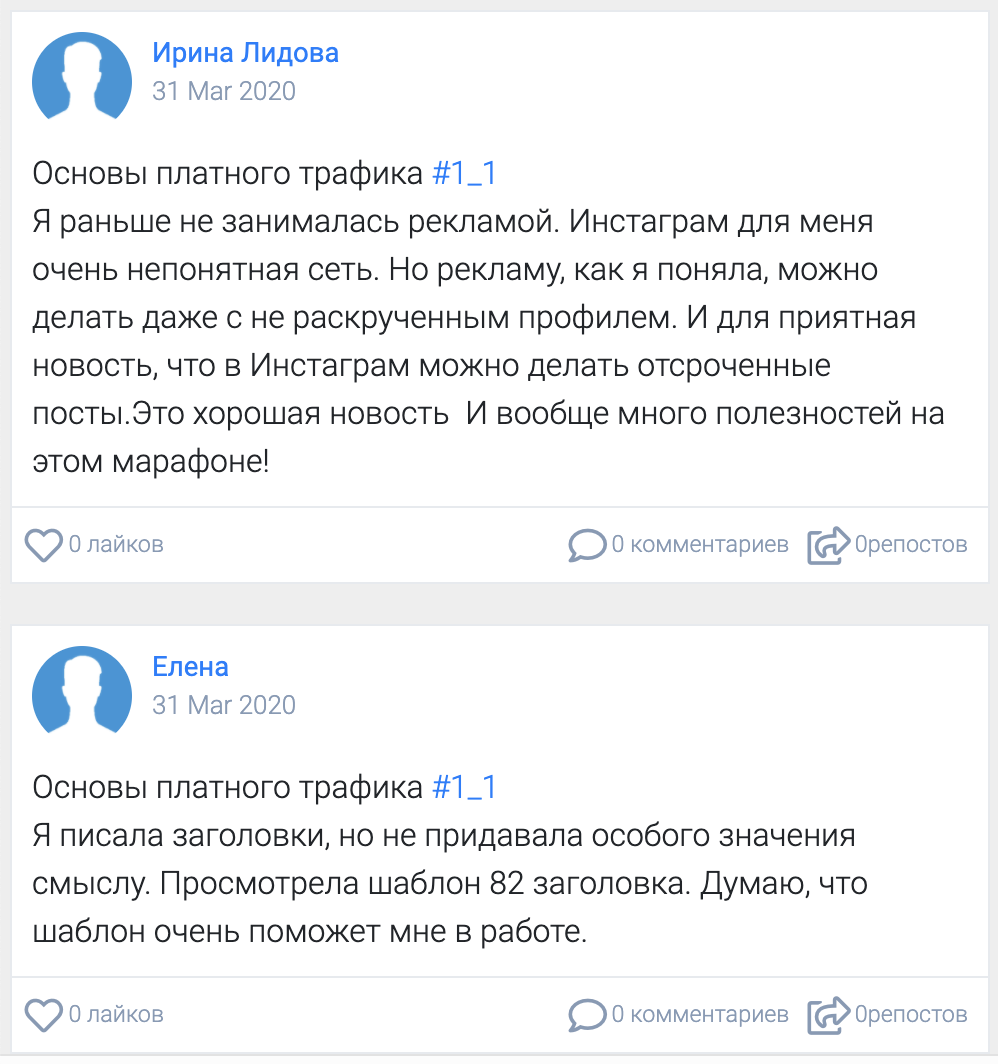 Ирина Лидова
31 Mar 2020
Основы платного трафика #1_1
Я раньше не занималась рекламой. Инстаграм для меня
очень непонятная сеть. Но рекламу, как я поняла, можно
делать даже с не раскрученным профилем. И для приятная
новость, что в Инстаграм можно делать отсроченные
посты.Это хорошая новость  И вообще много полезностей на
этом марафоне!
0 лайков 0 комментариев 0репостов
Елена
31 Mar 2020
Основы платного трафика #1_1
Я писала заголовки, но не придавала особого значения
смыслу. Просмотрела шаблон 82 заголовка. Думаю, что
шаблон очень поможет мне в работе.
0 лайков 0 комментариев 0репостов